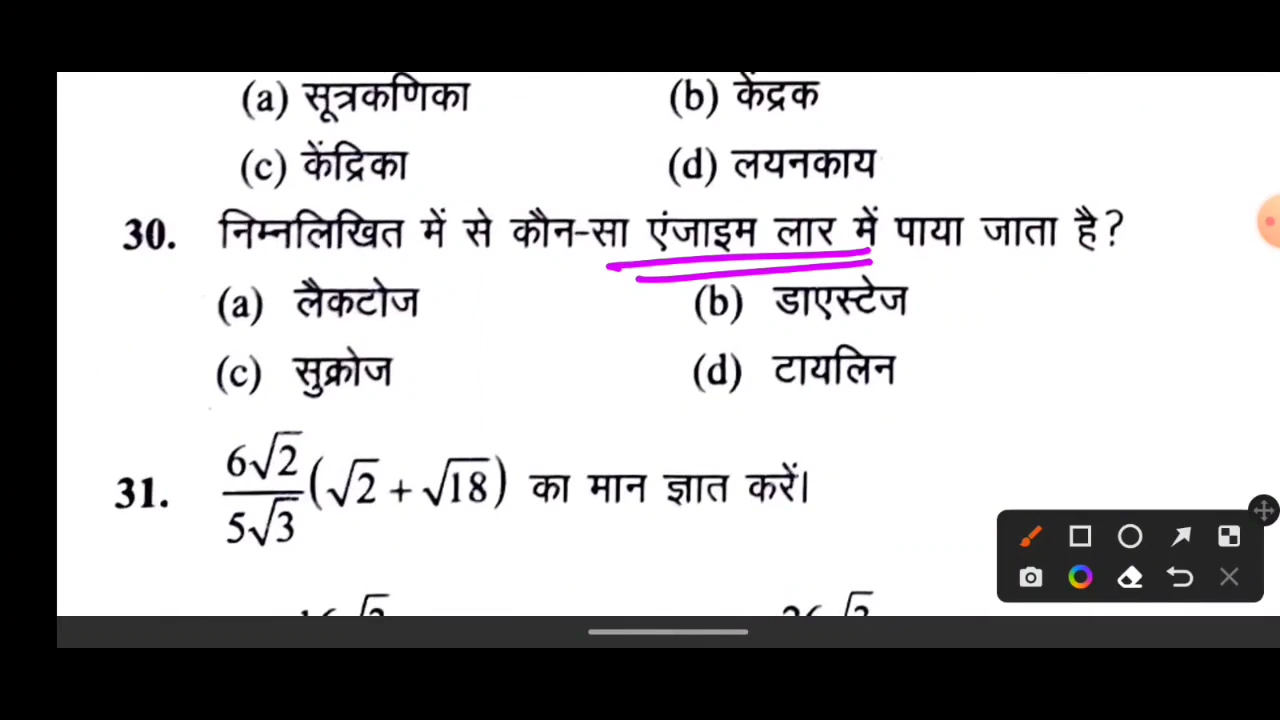 (a) सूत्रकणिका (b) केंद्रक
(c) केंद्रिका (d) लयनकाय
30. निम्नलिखित में से कौन-सा एंजाइम लार में पाया जाता है?
(a) लैकटोज (b) डाएस्टेज
(c) सुक्रोज (d) टायलिन
31. 6√2/5√3 (√2 + √18) का मान ज्ञात करें।